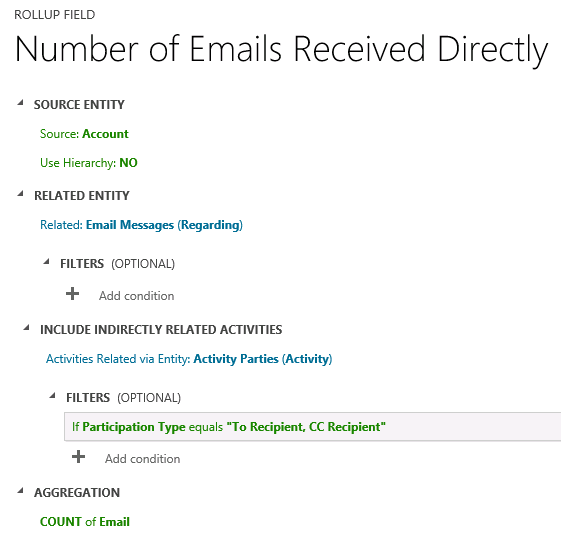 ROLLUP FIELD
Number of Emails Received Directly
SOURCE ENTITY
Source: Account
Use Hierarchy: NO
RELATED ENTITY
Related: Email Messages (Regarding)
FILTERS (OPTIONAL)
Add condition
INCLUDE INDIRECTLY RELATED ACTIVITIES
Activities Related via Entity: Activity Parties (Activity)
FILTERS (OPTIONAL)
If Participation Type equals "To Recipient, CC Recipient"
Add condition
AGGREGATION
COUNT of Email